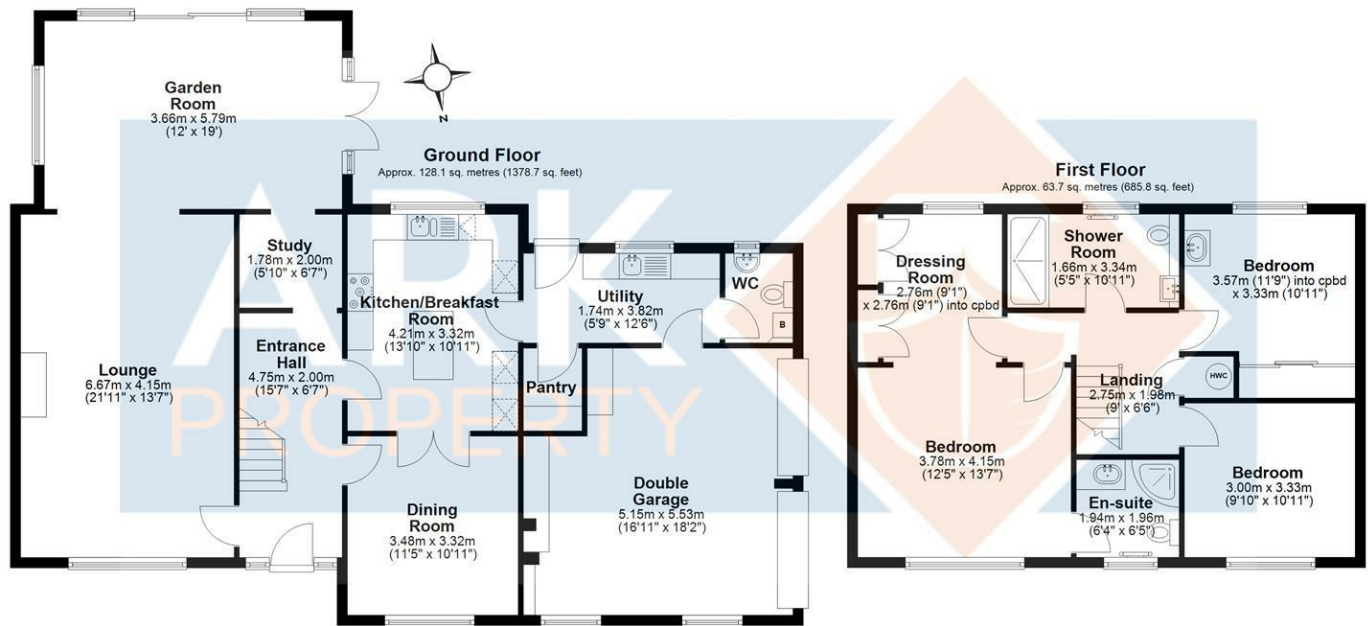 Garden
Room
3.66m x 5.79m
(12' x 19')
N
Ground Floor
Approx. 128.1 sq. metres (1378.7 sq. feet)
Study
1.78m x 2.00m
(5'10" x 6'7")
Kitchen/Breakfast
Room
4.21m x 3.32m
(13'10" x 10'11")
Utility
1.74m x 3.82m
(5'9" x 12'6")
WC
B
Pantry
Entrance
Hall
4.75m x 2.00m
(15'7" x 6'7")
Lounge
6.67m x 4.15m
(21'11" x 13'7")
Dining
Room
3.48m x 3.32m
(11'5" x 10'11")
Double
Garage
5.15m x 5.53m
(16'11" x 18'2")
First Floor
Approx. 63.7 sq. metres (685.8 sq. feet)
Dressing
Room
2.76m (9'1")
x 2.76m (9'1") into cpbd
Shower
Room
1.66m x 3.34m
(5'5" x 10'11")
Bedroom
3.57m (11'9") into cpbd
x 3.33m (10'11")
Landing
2.75m x 1.98m
(9' x 6'6")
HWC
Bedroom
3.78m x 4.15m
(12'5" x 13'7")
En-suite
1.94m x 1.96m
(6'4" x 6'5")
Bedroom
3.00m x 3.33m
(9'10" x 10'11")
ARK
PROPERTY